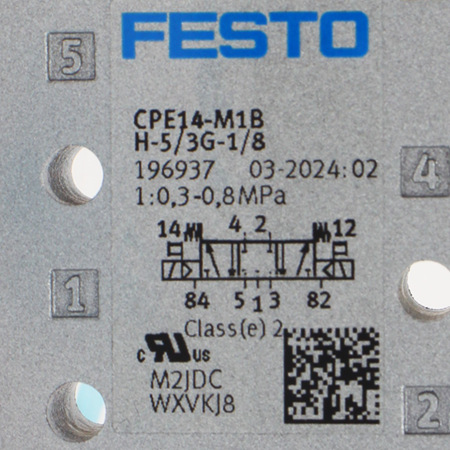 FESTO
5
CPE14-M1B
H-5/3G-1/8
196937 03-2024:02
1:0,3-0,8MPa
4
14 4 2 12
1
84 5 1 3 82
Class(e) 2
c RU us
M2JDC
WXVKJ8
2